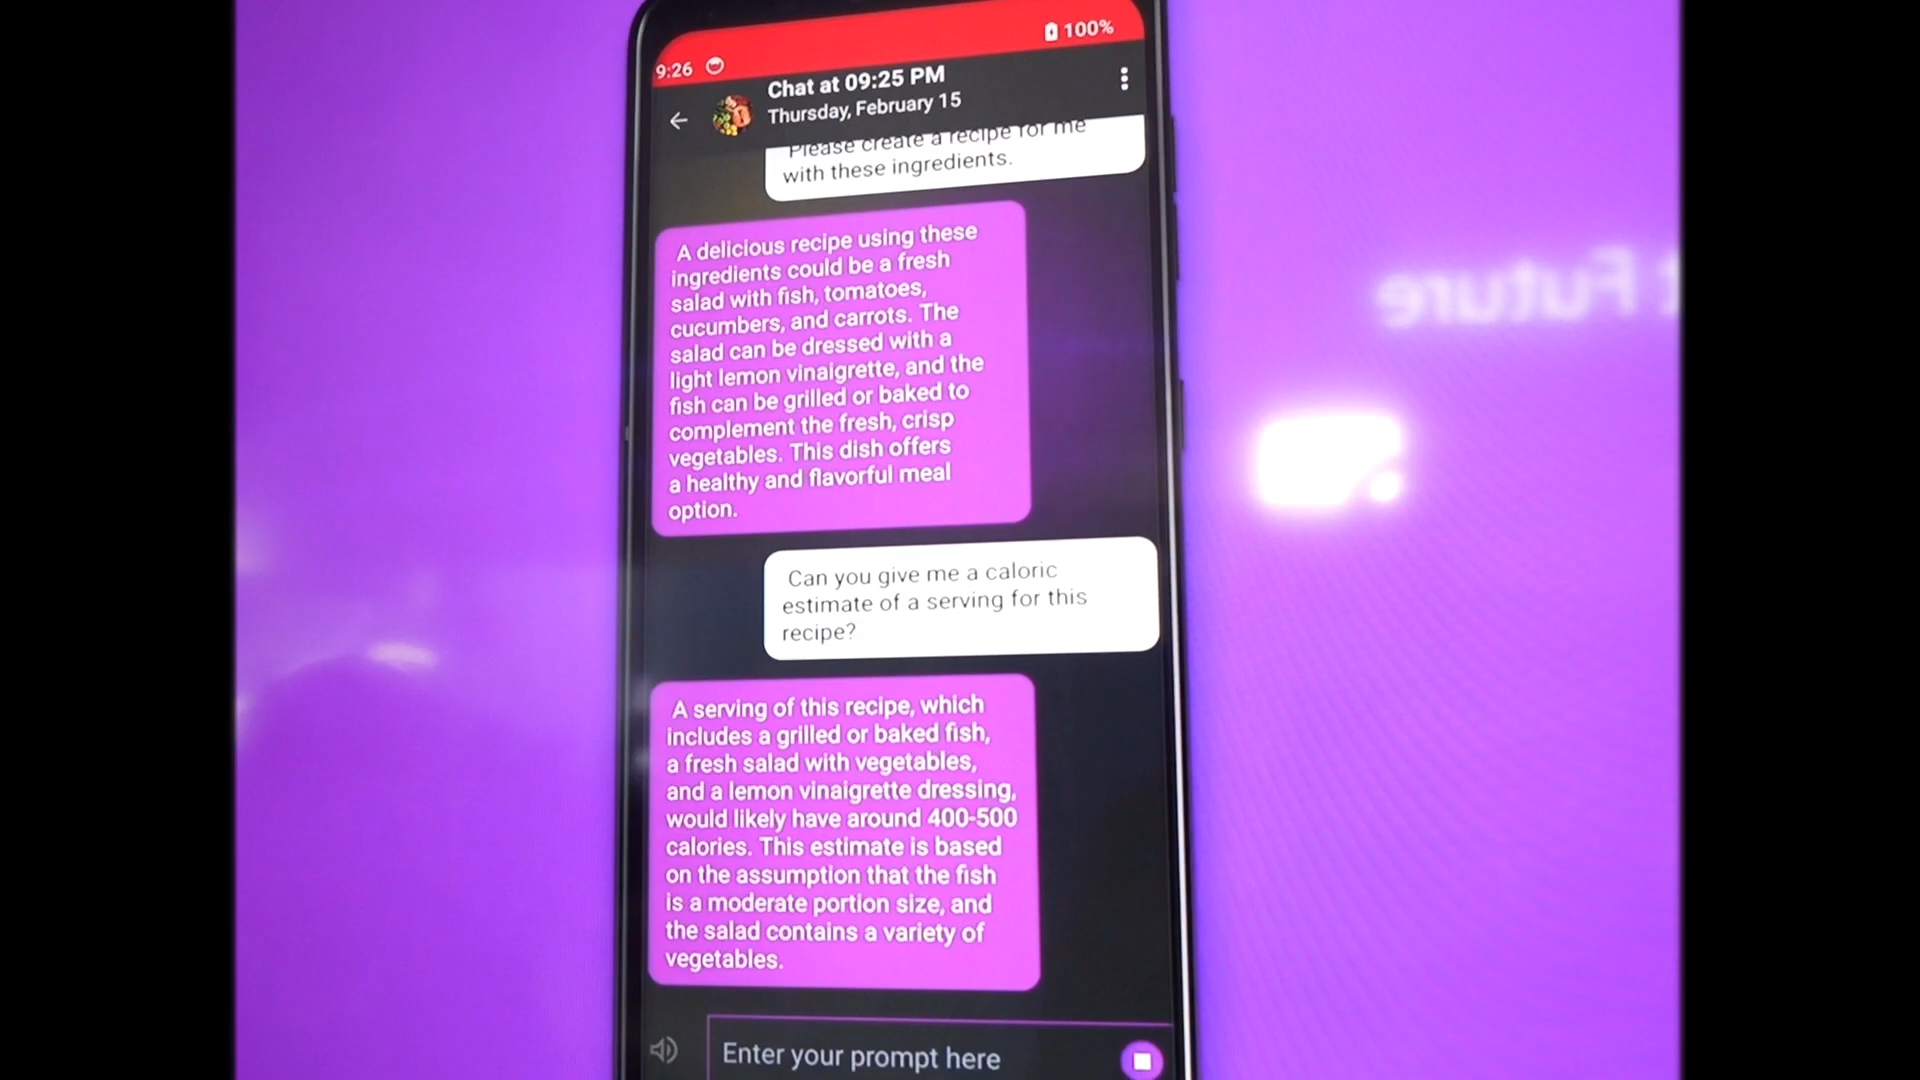 9:26
100%
Chat at 09:25 PM
Thursday, February 15
Please create a recipe for me
with these ingredients.
A delicious recipe using these
ingredients could be a fresh
salad with fish, tomatoes,
cucumbers, and carrots. The
salad can be dressed with a
light lemon vinaigrette, and the
fish can be grilled or baked to
complement the fresh, crisp
vegetables. This dish offers
a healthy and flavorful meal
option.
Can you give me a caloric
estimate of a serving for this
recipe?
A serving of this recipe, which
includes a grilled or baked fish,
a fresh salad with vegetables,
and a lemon vinaigrette dressing,
would likely have around 400-500
calories. This estimate is based
on the assumption that the fish
is a moderate portion size, and
the salad contains a variety of
vegetables.
Enter your prompt here
Future